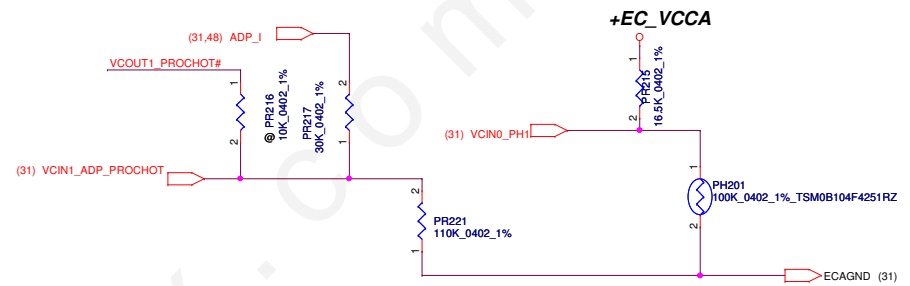 +EC_VCCA
(31,48) ADP_I
VCOUT1_PROCHOT#
1
2
@ PR216
10K_0402_1%
2
1
PR217
30K_0402_1%
1
2
PR215
16.5K_0402_1%
(31) VCIN0_PH1
(31) VCIN1_ADP_PROCHOT
2
1
PR221
110K_0402_1%
1
2
PH201
100K_0402_1%_TSM0B104F4251RZ
ECAGND (31)